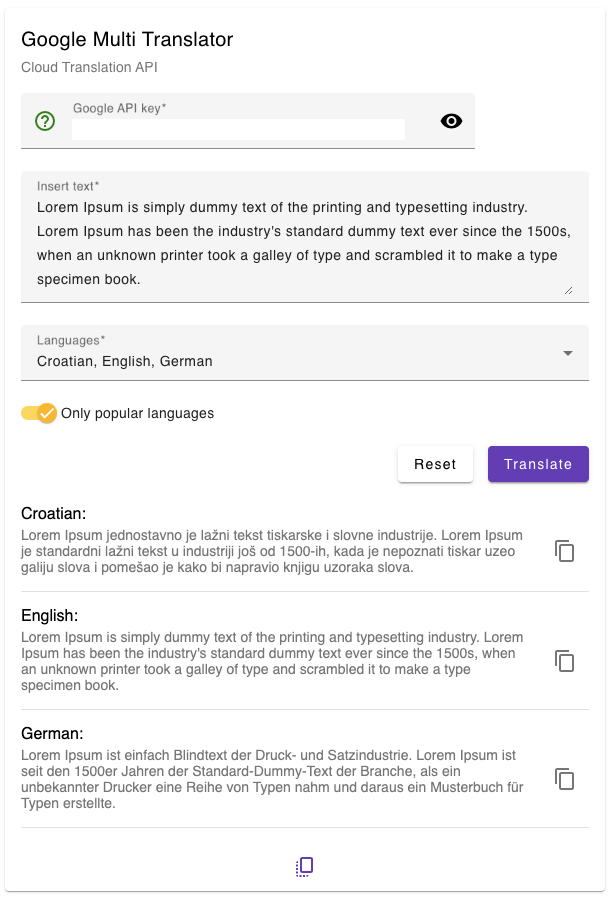 Google Multi Translator
Cloud Translation API
Google API key*
Insert text*
Lorem Ipsum is simply dummy text of the printing and typesetting industry.
Lorem Ipsum has been the industry's standard dummy text ever since the 1500s,
when an unknown printer took a galley of type and scrambled it to make a type
specimen book.
Languages*
Croatian, English, German
Only popular languages
Reset
Translate
Croatian:
Lorem Ipsum jednostavno je lažni tekst tiskarske i slovne industrije. Lorem Ipsum
je standardni lažni tekst u industriji još od 1500-ih, kada je nepoznati tiskar uzeo
galiju slova i pomešao je kako bi napravio knjigu uzoraka slova.
English:
Lorem Ipsum is simply dummy text of the printing and typesetting industry. Lorem
Ipsum has been the industry's standard dummy text ever since the 1500s, when
an unknown printer took a galley of type and scrambled it to make a type
specimen book.
German:
Lorem Ipsum ist einfach Blindtext der Druck- und Satzindustrie. Lorem Ipsum ist
seit den 1500er Jahren der Standard-Dummy-Text der Branche, als ein
unbekannter Drucker eine Reihe von Typen nahm und daraus ein Musterbuch für
Typen erstellte.